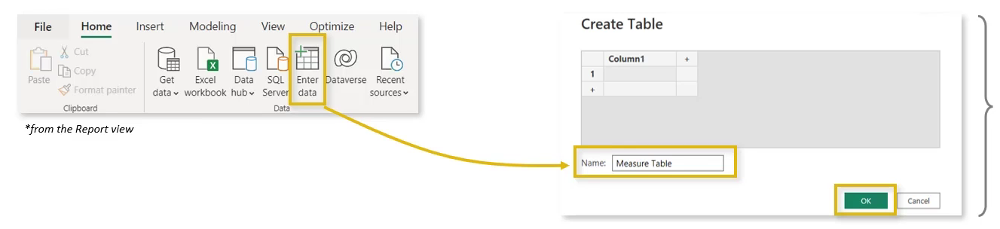 File Home Insert Modeling View Optimize Help
Paste
Cut
Copy
Format painter
Clipboard
Get data
Excel workbook
Data hub
SQL Server
Enter data
Dataverse
Recent sources
Data
*from the Report view
Create Table
Column1 +
1
+
Name: Measure Table
OK Cancel